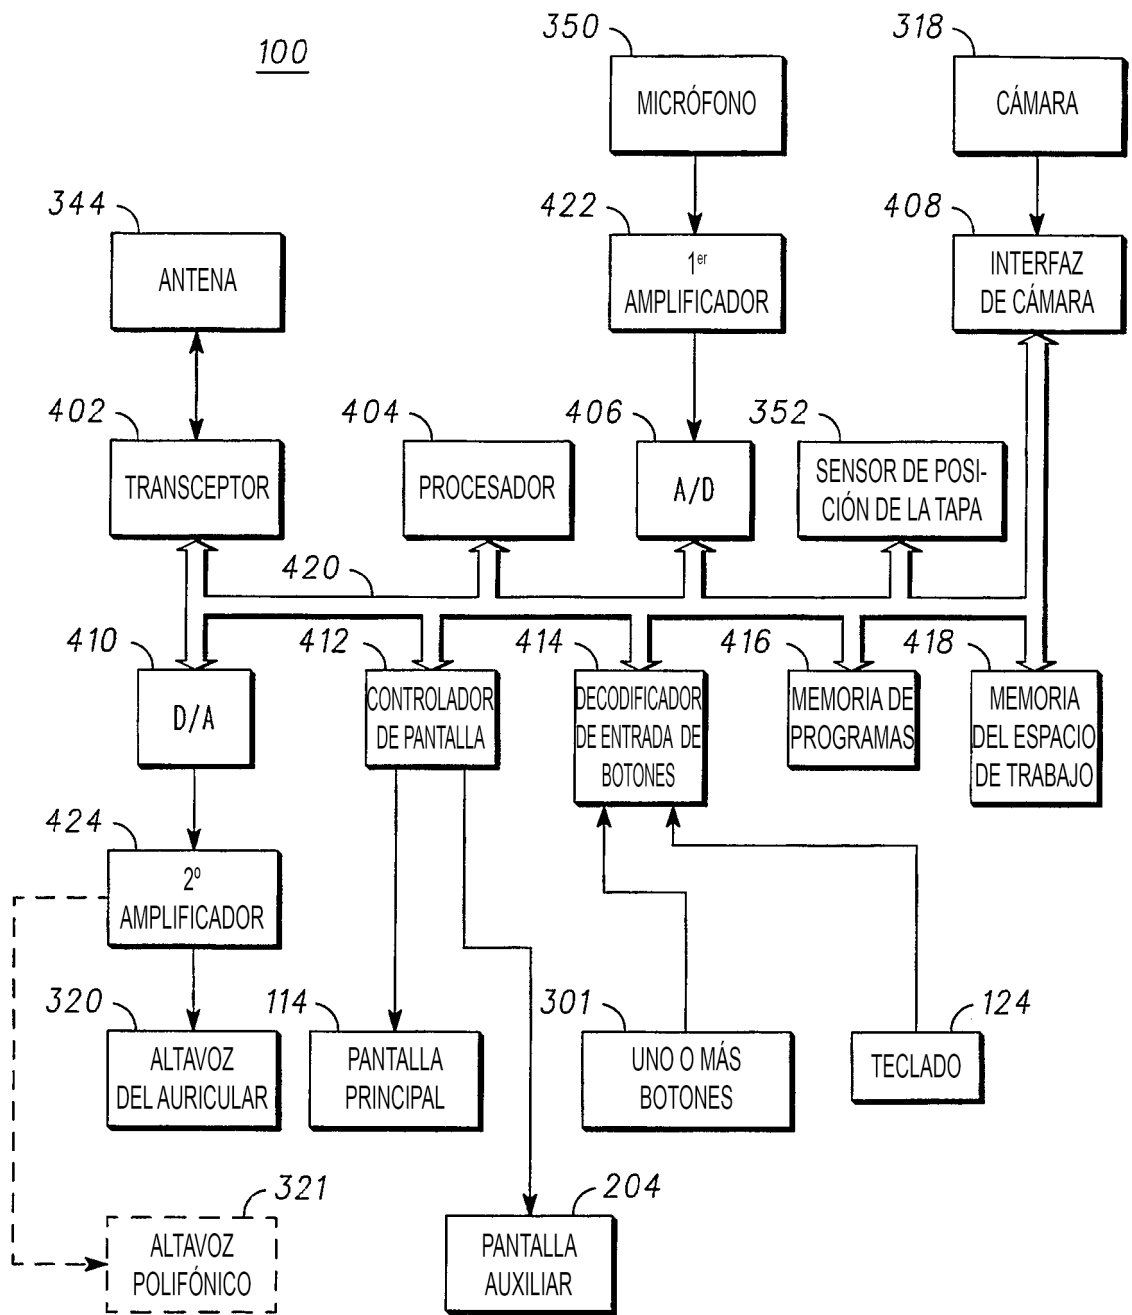 100
350
MICRÓFONO
318
CÁMARA
344
ANTENA
422
1er
AMPLIFICADOR
408
INTERFAZ
DE CÁMARA
402
TRANSCEPTOR
404
PROCESADOR
406
A/D
352
SENSOR DE POSI-
CIÓN DE LA TAPA
420
410
D/A
412
CONTROLADOR
DE PANTALLA
414
DECODIFICADOR
DE ENTRADA DE
BOTONES
416
MEMORIA DE
PROGRAMAS
418
MEMORIA
DEL ESPACIO
DE TRABAJO
424
2º
AMPLIFICADOR
320
ALTAVOZ
DEL AURICULAR
114
PANTALLA
PRINCIPAL
301
UNO O MÁS
BOTONES
124
TECLADO
321
ALTAVOZ
POLIFÓNICO
204
PANTALLA
AUXILIAR